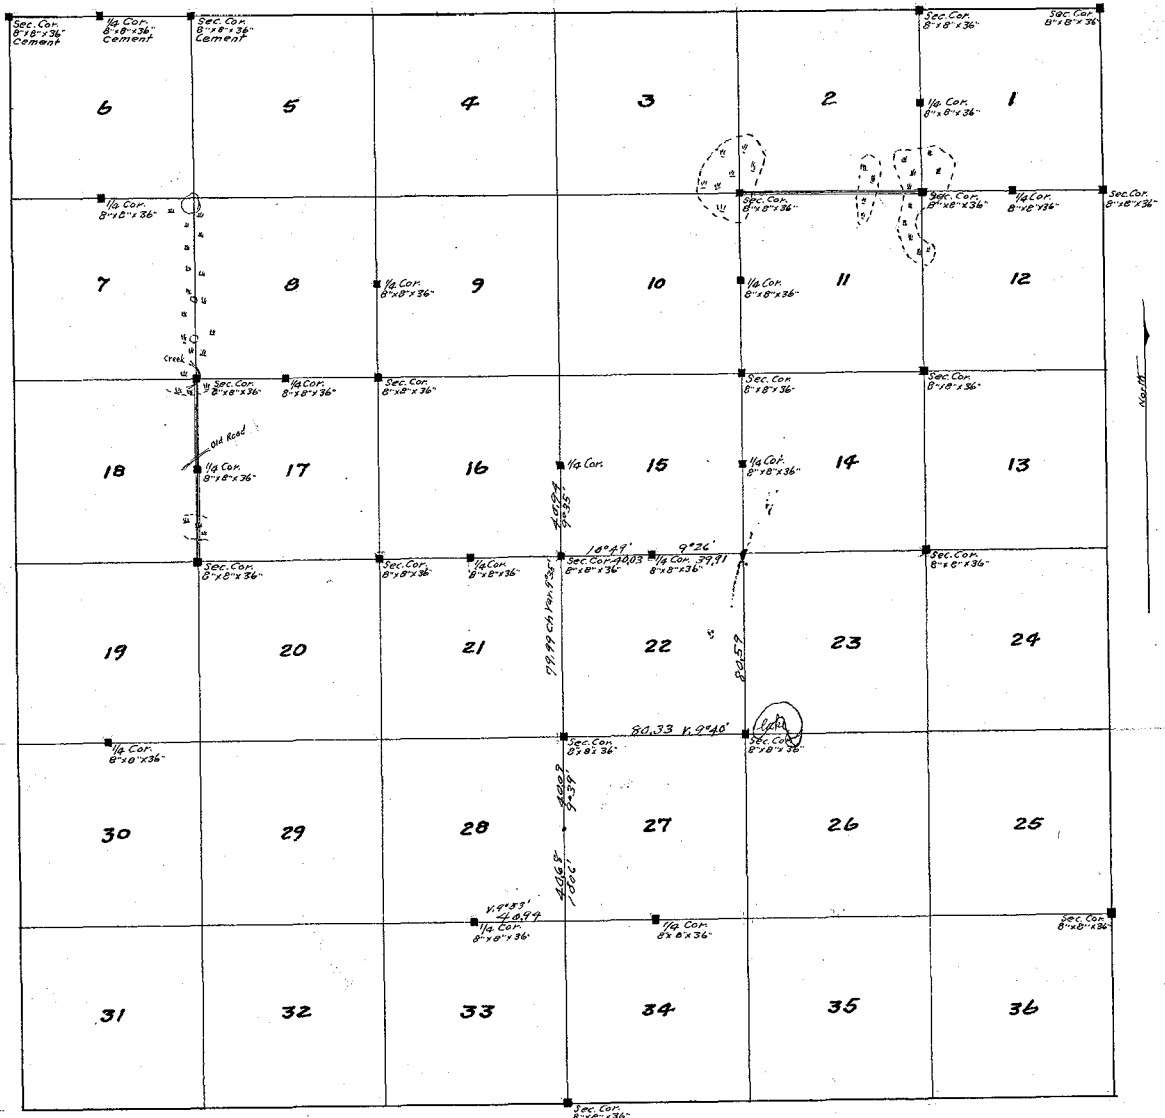 Sec. Cor.
8"x8"x36"
Cement
1/4 Cor.
8"x8"x36"
Cement
Sec. Cor.
8"x8"x36"
Cement
Sec. Cor.
8"x8"x36"
Sec. Cor.
8"x8"x36"
6
5
4
3
2
1
1/4 Cor.
8"x8"x36"
1/4 Cor.
8"x8"x36"
Sec. Cor.
8"x8"x36"
Sec. Cor.
8"x8"x36"
1/4 Cor.
8"x8"x36"
Sec. Cor.
8"x8"x36"
7
8
9
10
11
12
1/4 Cor.
8"x8"x36"
1/4 Cor.
8"x8"x36"
North
Creek
Sec. Cor.
8"x8"x36"
1/4 Cor.
8"x8"x36"
Sec. Cor.
8"x8"x36"
Sec. Cor.
8"x8"x36"
Sec. Cor.
8"x8"x36"
Old Road
18
17
16
15
14
13
1/4 Cor.
8"x8"x36"
1/4 Cor.
1/4 Cor.
8"x8"x36"
40.94
9°35'
10°49'
9°26'
Sec. Cor.
8"x8"x36"
Sec. Cor.
8"x8"x36"
1/4 Cor.
8"x8"x36"
Sec. Cor. 40.03
8"x8"x36"
1/4 Cor. 39.91
8"x8"x36"
Sec. Cor.
8"x8"x36"
19
20
21
22
23
24
79.99 Ch Var. 9°35'
80.59
80.33 V. 9°40'
Lake
1/4 Cor.
8"x8"x36"
Sec. Cor.
8"x8"x36"
Sec. Cor.
8"x8"x36"
40.09
9°39'
30
29
28
27
26
25
40.68
10°06'
V. 9°53'
40.94
1/4 Cor.
8"x8"x36"
1/4 Cor.
8"x8"x36"
Sec. Cor.
8"x8"x36"
31
32
33
34
35
36
Sec. Cor.
8"x8"x36"